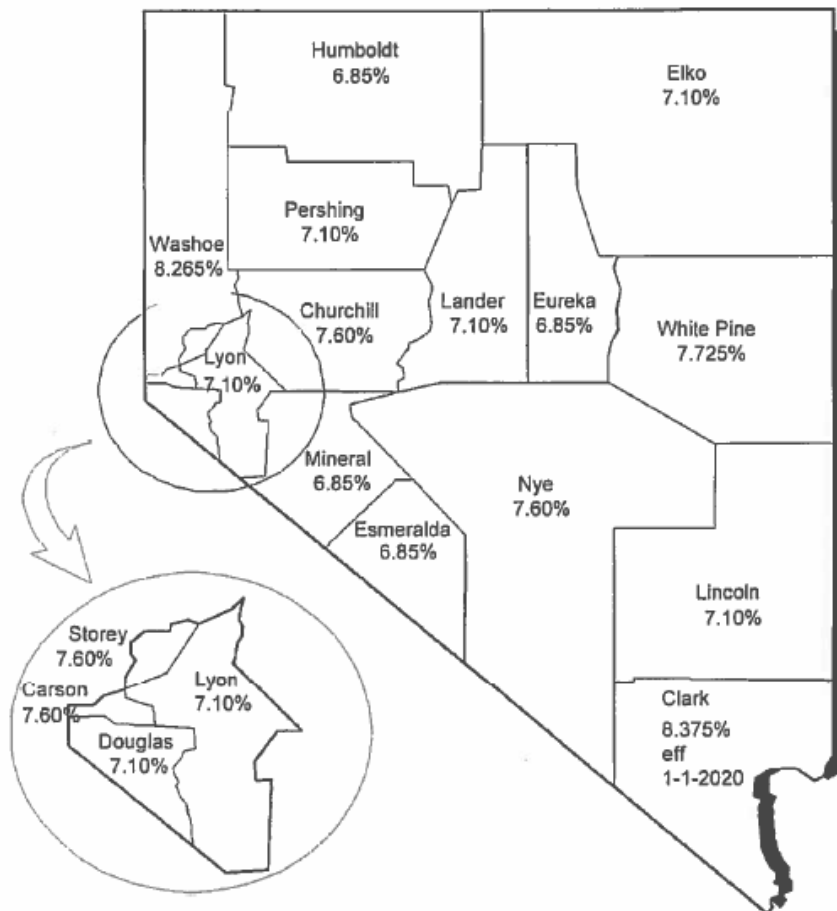 Humboldt
6.85%
Elko
7.10%
Pershing
7.10%
Washoe
8.265%
Churchill
7.60%
Lander
7.10%
Eureka
6.85%
White Pine
7.725%
Lyon
7.10%
Mineral
6.85%
Nye
7.60%
Esmeralda
6.85%
Lincoln
7.10%
Storey
7.60%
Lyon
7.10%
Carson
7.60%
Douglas
7.10%
Clark
8.375%
eff
1-1-2020